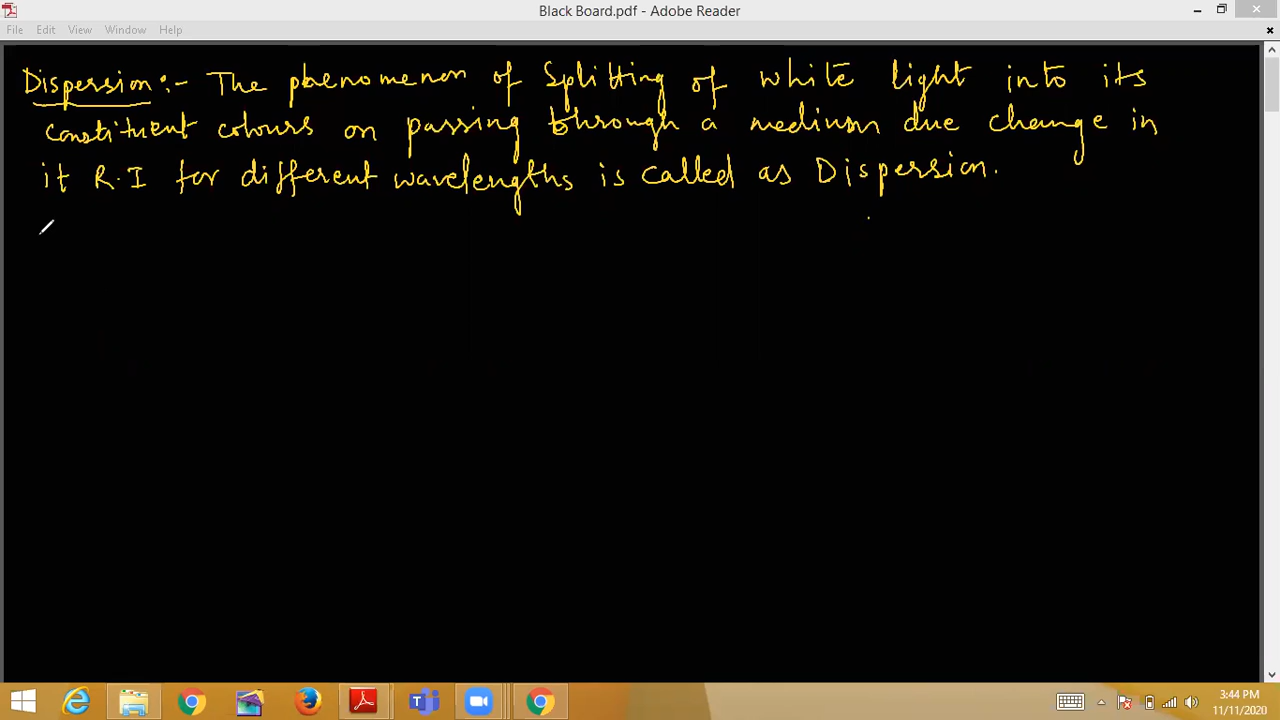 Black Board.pdf - Adobe Reader
File Edit View Window Help
Dispersion :- The phenomenon of Splitting of white light into its
constituent colours on passing through a medium due change in
it R.I for different wavelengths is called as Dispersion.
3:44 PM
11/11/2020